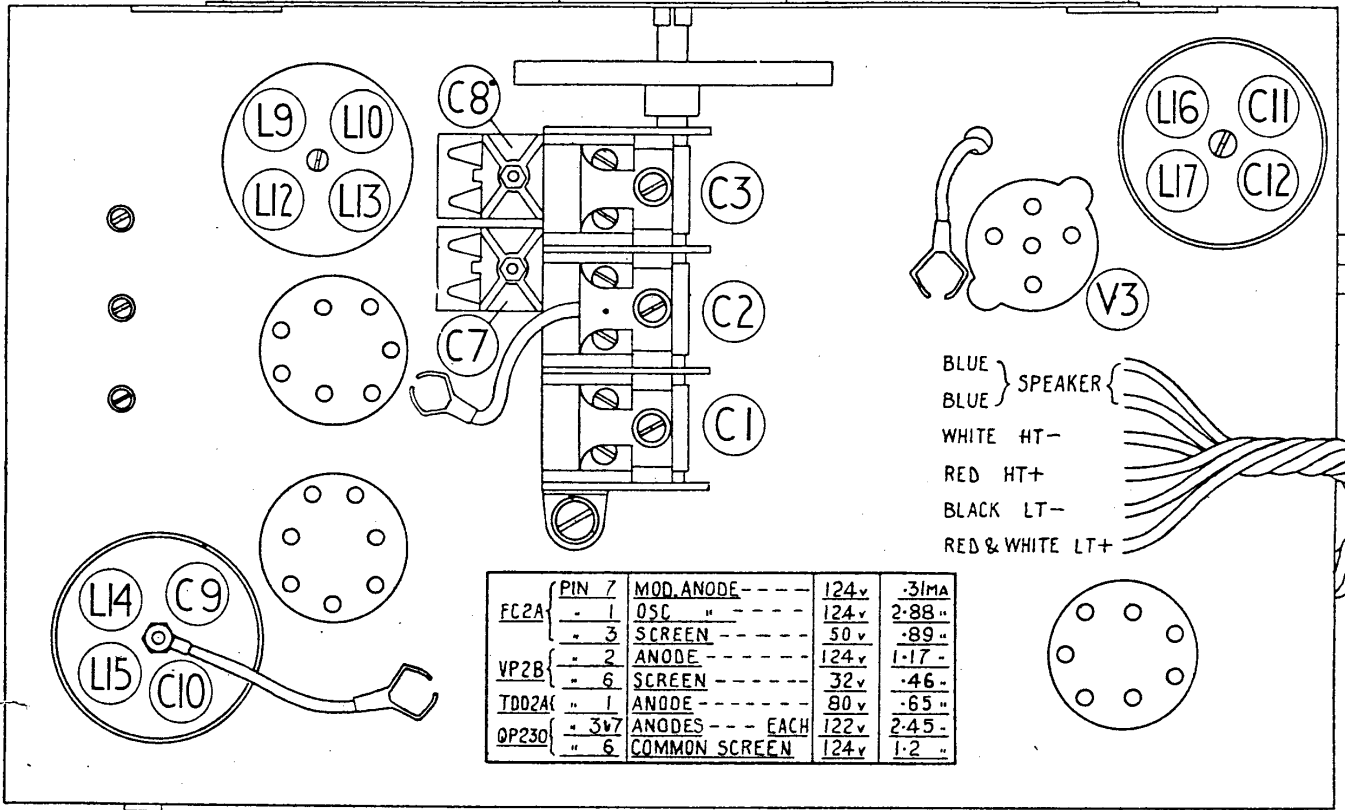 C8
L9 L10
L12 L13
L16 C11
L17 C12
C3
C2
V3
C7
C1
BLUE
BLUE
SPEAKER
WHITE HT-
RED HT+
BLACK LT-
RED & WHITE LT+
L14 C9
L15 C10
FC2A PIN 7 MOD. ANODE ---- 124v .31MA
" 1 OSC " ---- 124v 2.88 "
" 3 SCREEN ----- 50v .89 "
VP2B " 2 ANODE ------ 124v 1.17 "
" 6 SCREEN ----- 32v .46 "
TDD2A " 1 ANODE ------ 80v .65 "
QP230 " 3&7 ANODES --- EACH 122v 2.45 "
" 6 COMMON SCREEN 124v 1.2 "